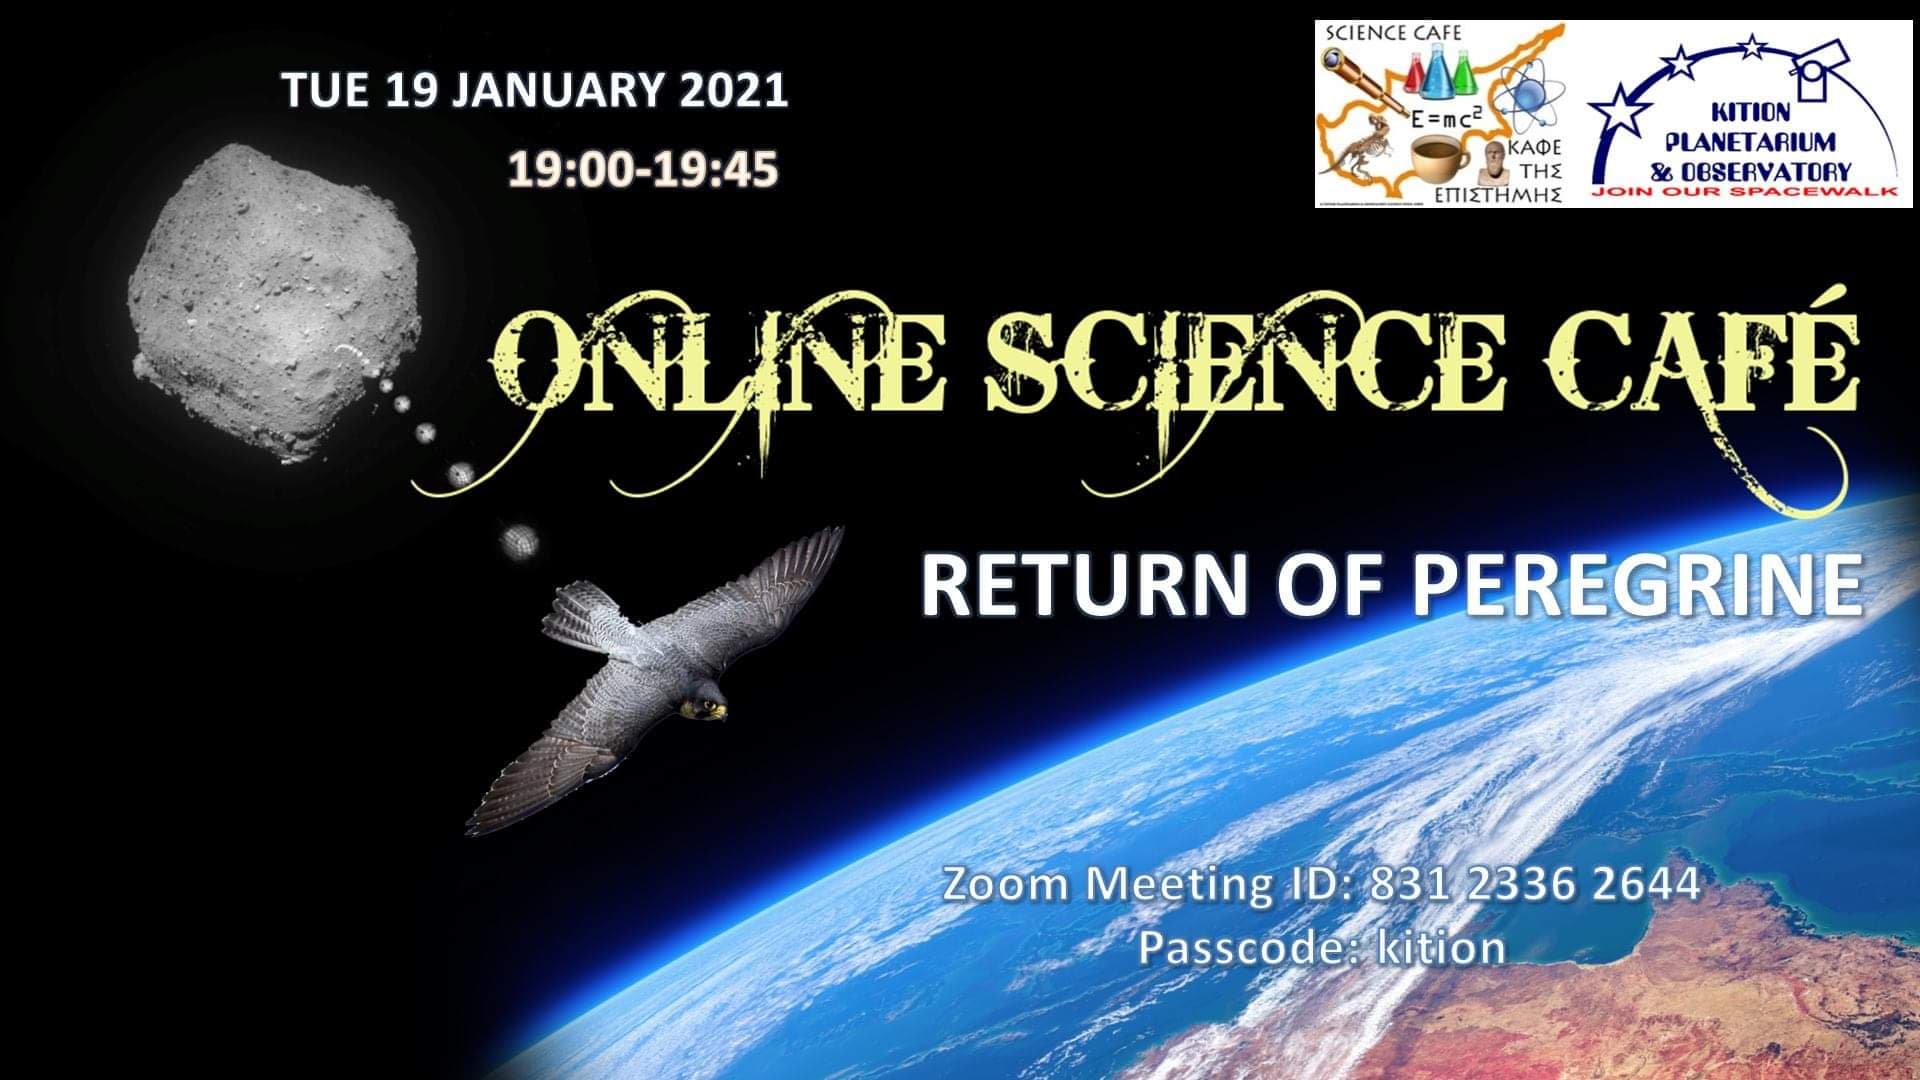 TUE 19 JANUARY 2021
19:00-19:45
SCIENCE CAFE
E=mc²
ΚΑΦΕ
ΤΗΣ
ΕΠΙΣΤΗΜΗΣ
KITION
PLANETARIUM
& OBSERVATORY
JOIN OUR SPACEWALK
ONLINE SCIENCE CAFÉ
RETURN OF PEREGRINE
Zoom Meeting ID: 831 2336 2644
Passcode: kition